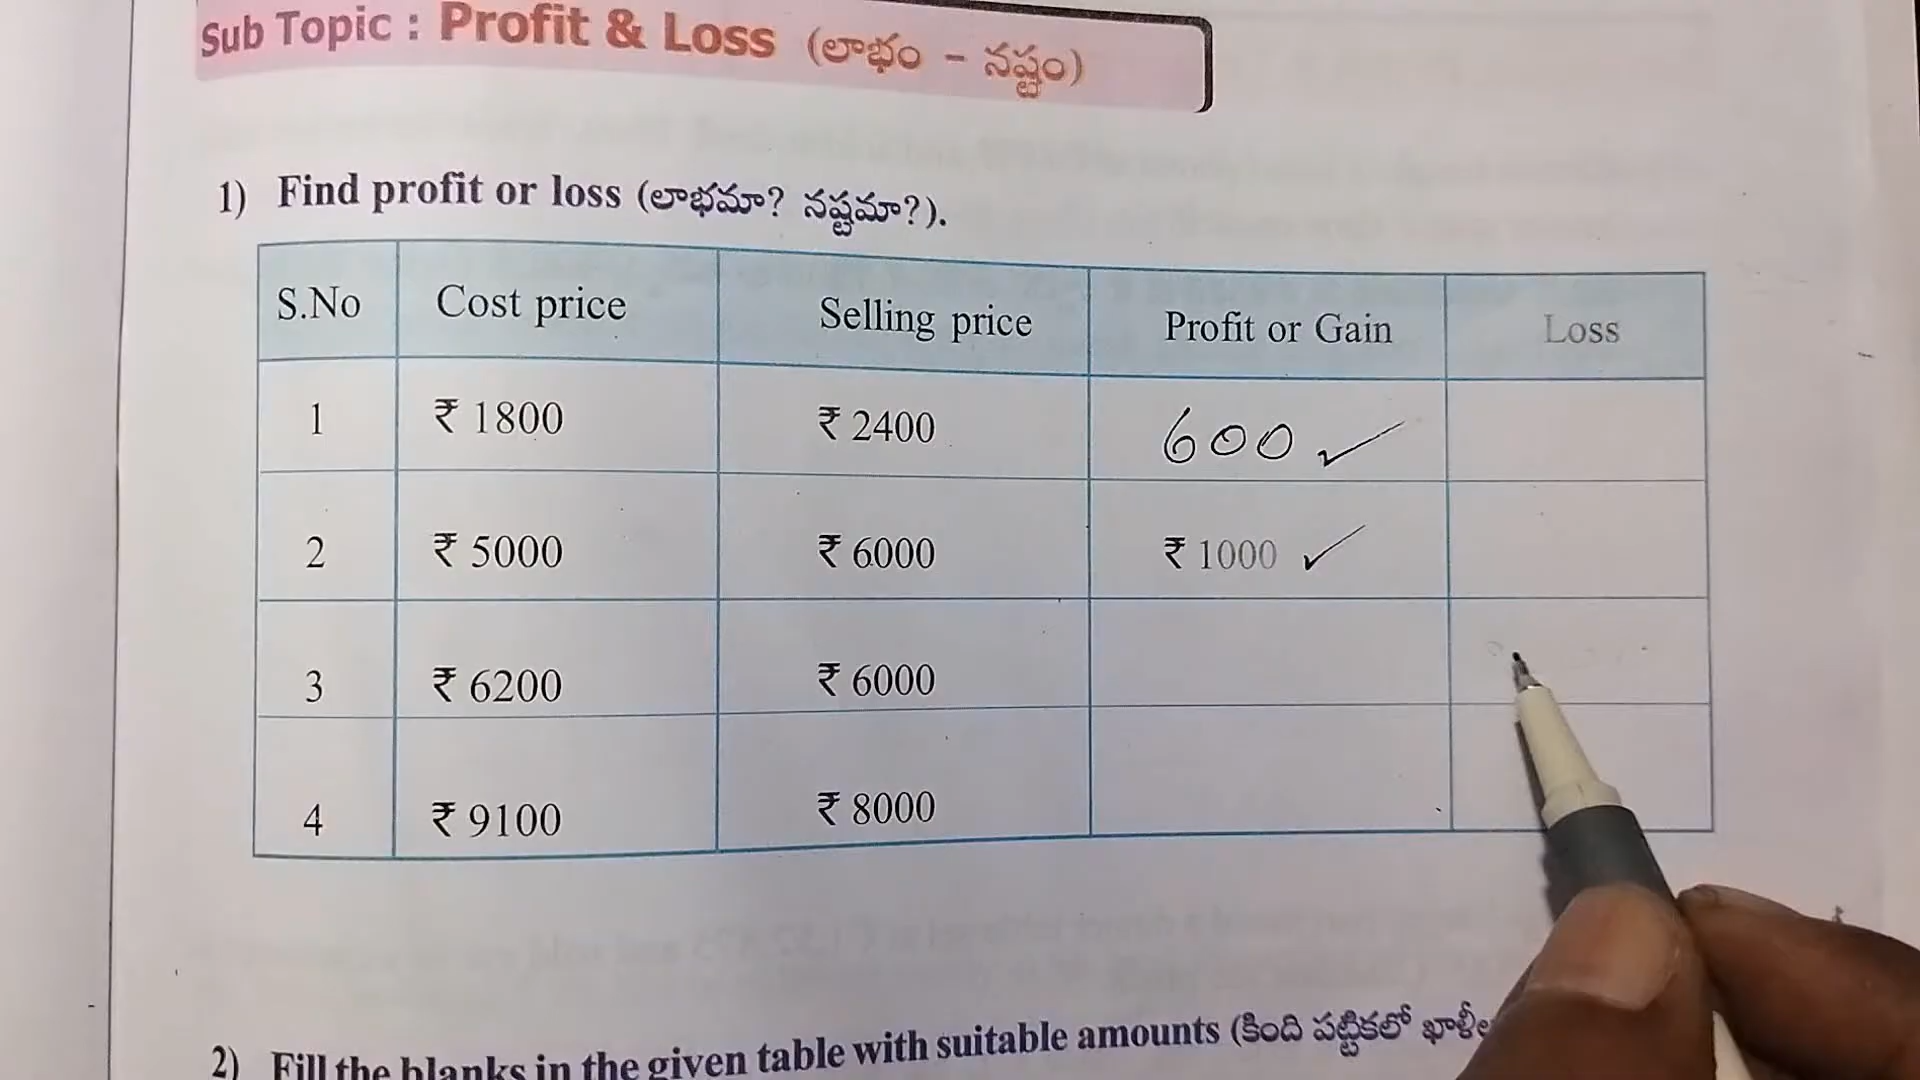 Sub Topic : Profit & Loss (లాభం - నష్టం)
1) Find profit or loss (లాభమా? నష్టమా?).
S.No Cost price Selling price Profit or Gain Loss
1 ₹ 1800 ₹ 2400 600 ✓
2 ₹ 5000 ₹ 6000 ₹ 1000 ✓
3 ₹ 6200 ₹ 6000
4 ₹ 9100 ₹ 8000
2) Fill the blanks in the given table with suitable amounts (కింది పట్టికలో